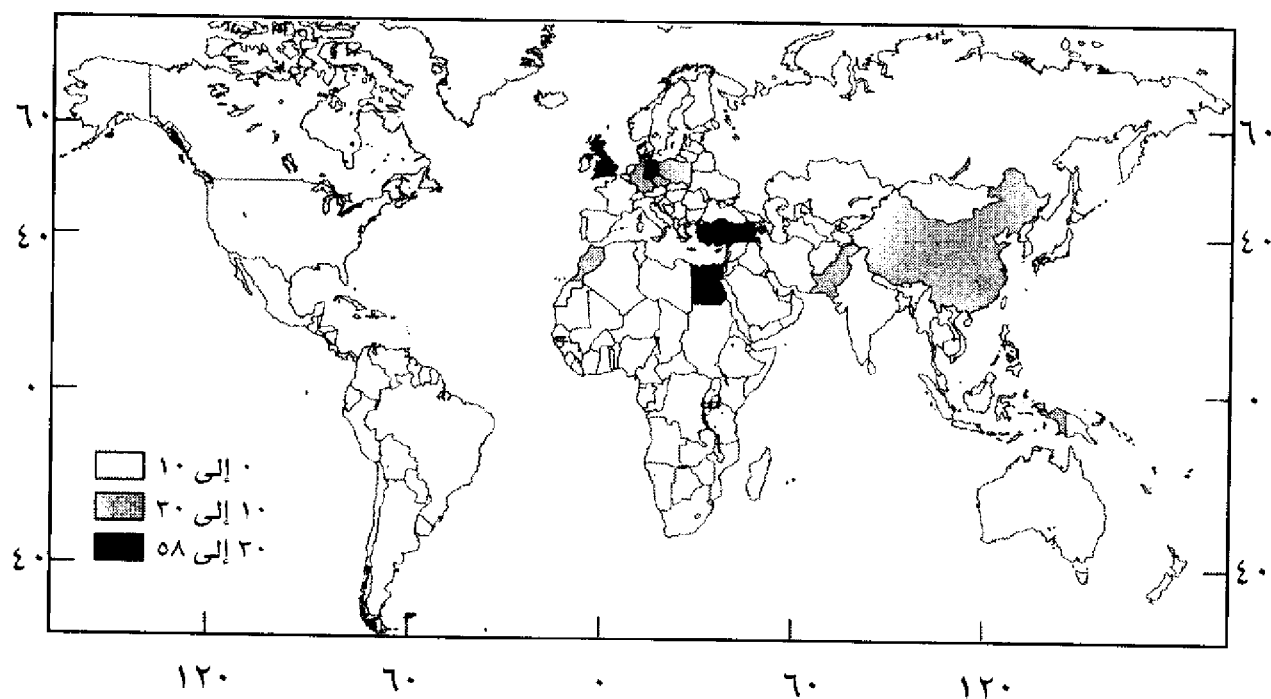 ٦٠ ٦٠
٤٠ ٤٠
٠ ٠
٠ إلى ١٠
١٠ إلى ٣٠
٣٠ إلى ٥٨
٤٠ ٤٠
١٢٠ ٦٠ ٠ ٦٠ ١٢٠